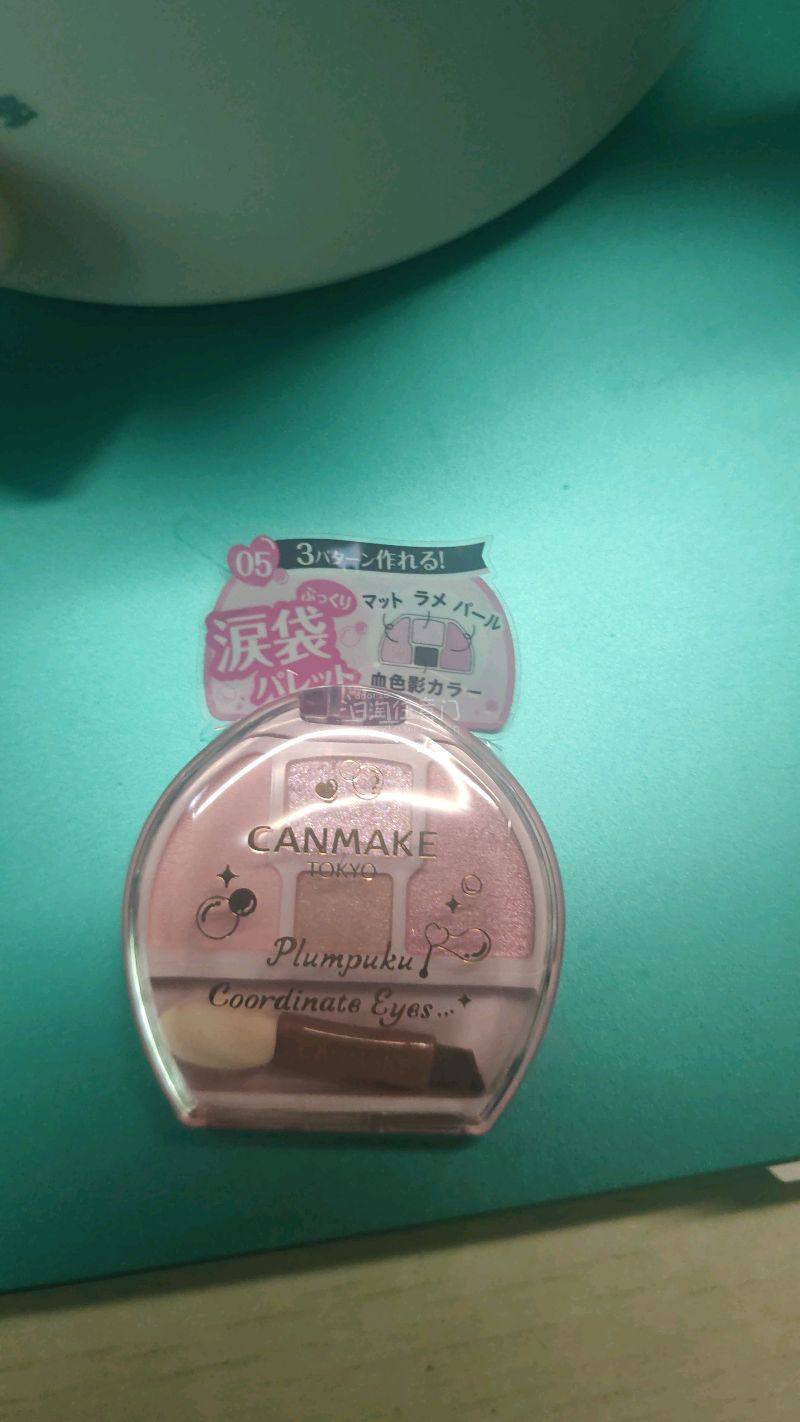 05
3パターン作れる!
ぷっくり
涙袋
パレット
マット ラメ パール
血色影カラー
CANMAKE
TOKYO
Plumpuku
Coordinate Eyes...